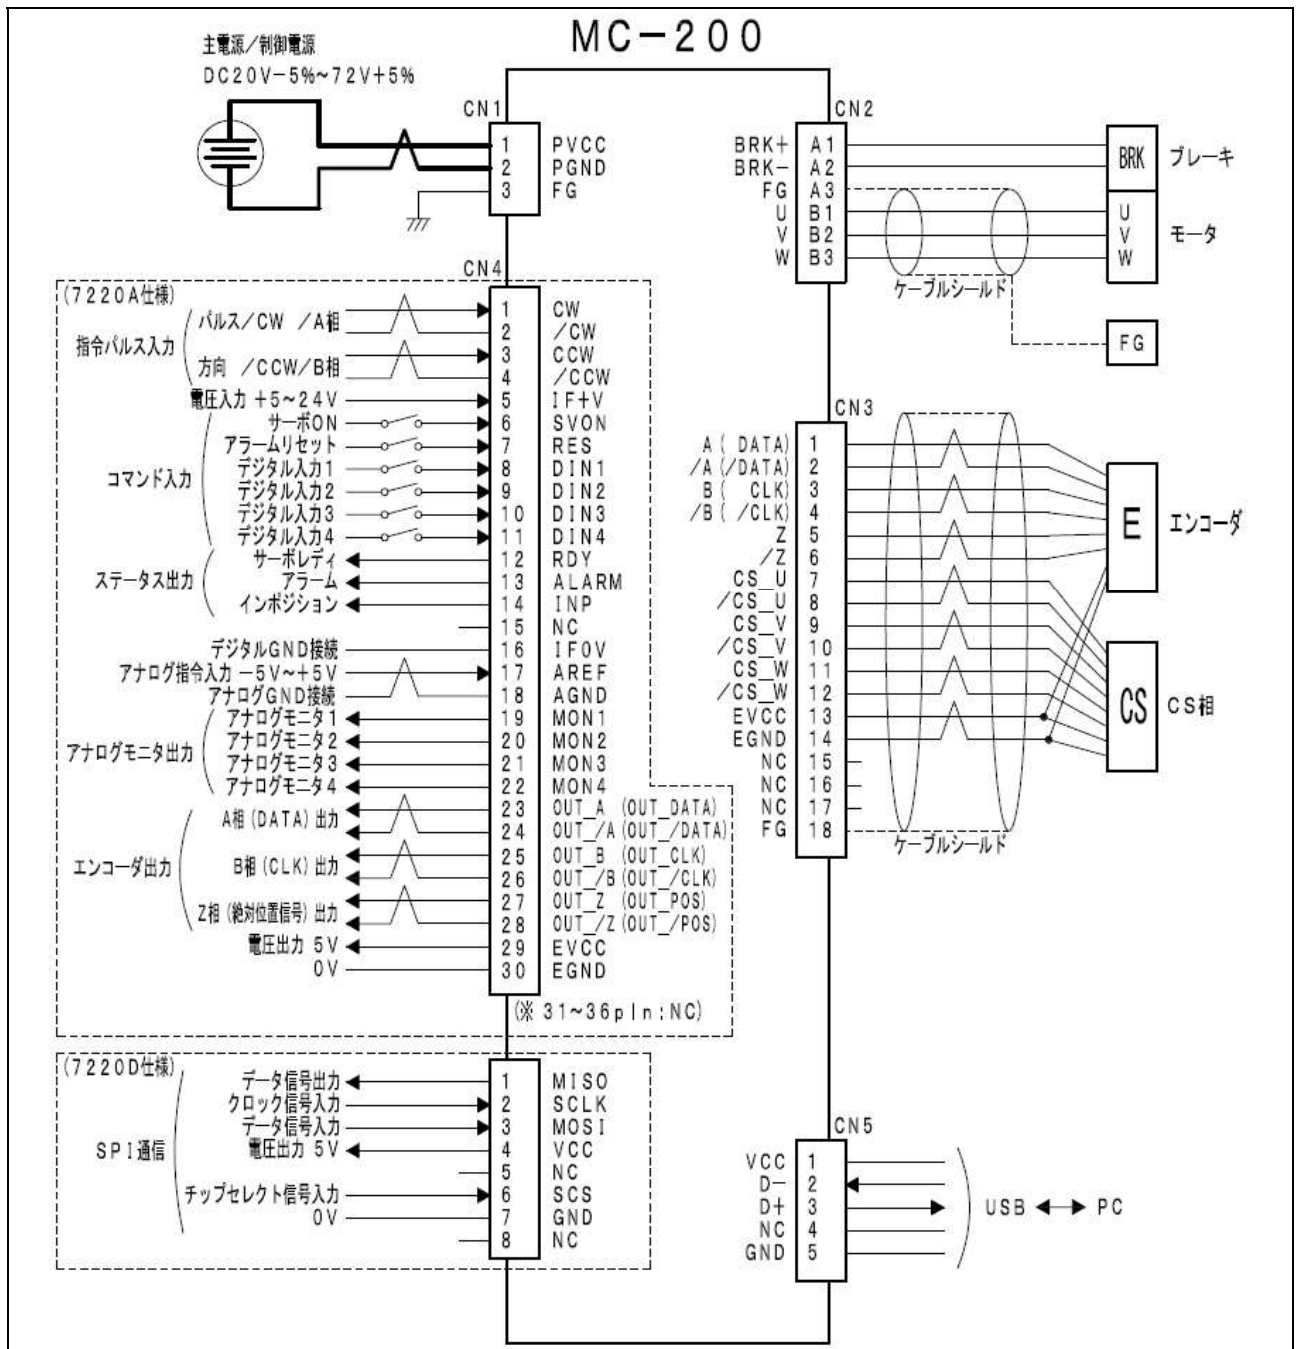 MC-200
主電源/制御電源
DC20V-5%~72V+5%
CN1
1 PVCC
2 PGND
3 FG
CN2
BRK+ A1
BRK- A2
FG A3
U B1
V B2
W B3
BRK ブレーキ
U
V
W
モータ
ケーブルシールド
FG
CN4
(7220A仕様)
指令パルス入力
パルス/CW /A相
1 CW
2 /CW
方向 /CCW/B相
3 CCW
4 /CCW
電圧入力 +5~24V 5 IF+V
コマンド入力
サーボON 6 SVON
アラームリセット 7 RES
デジタル入力1 8 DIN1
デジタル入力2 9 DIN2
デジタル入力3 10 DIN3
デジタル入力4 11 DIN4
ステータス出力
サーボレディ 12 RDY
アラーム 13 ALARM
インポジション 14 INP
15 NC
デジタルGND接続 16 IF0V
アナログ指令入力 -5V~+5V 17 AREF
アナログGND接続 18 AGND
アナログモニタ出力
アナログモニタ1 19 MON1
アナログモニタ2 20 MON2
アナログモニタ3 21 MON3
アナログモニタ4 22 MON4
エンコーダ出力
A相(DATA)出力
23 OUT_A (OUT_DATA)
24 OUT_/A(OUT_/DATA)
B相(CLK)出力
25 OUT_B (OUT_CLK)
26 OUT_/B(OUT_/CLK)
Z相(絶対位置信号)出力
27 OUT_Z (OUT_POS)
28 OUT_/Z(OUT_/POS)
電圧出力 5V 29 EVCC
0V 30 EGND
(※ 31~36pin:NC)
CN3
A( DATA) 1
/A(/DATA) 2
B( CLK) 3
/B( /CLK) 4
Z 5
/Z 6
CS_U 7
/CS_U 8
CS_V 9
/CS_V 10
CS_W 11
/CS_W 12
EVCC 13
EGND 14
NC 15
NC 16
NC 17
FG 18
ケーブルシールド
E エンコーダ
CS CS相
(7220D仕様)
SPI通信
データ信号出力 1 MISO
クロック信号入力 2 SCLK
データ信号入力 3 MOSI
電圧出力 5V 4 VCC
5 NC
チップセレクト信号入力 6 SCS
0V 7 GND
8 NC
CN5
VCC 1
D- 2
D+ 3
NC 4
GND 5
USB ◀▶ PC